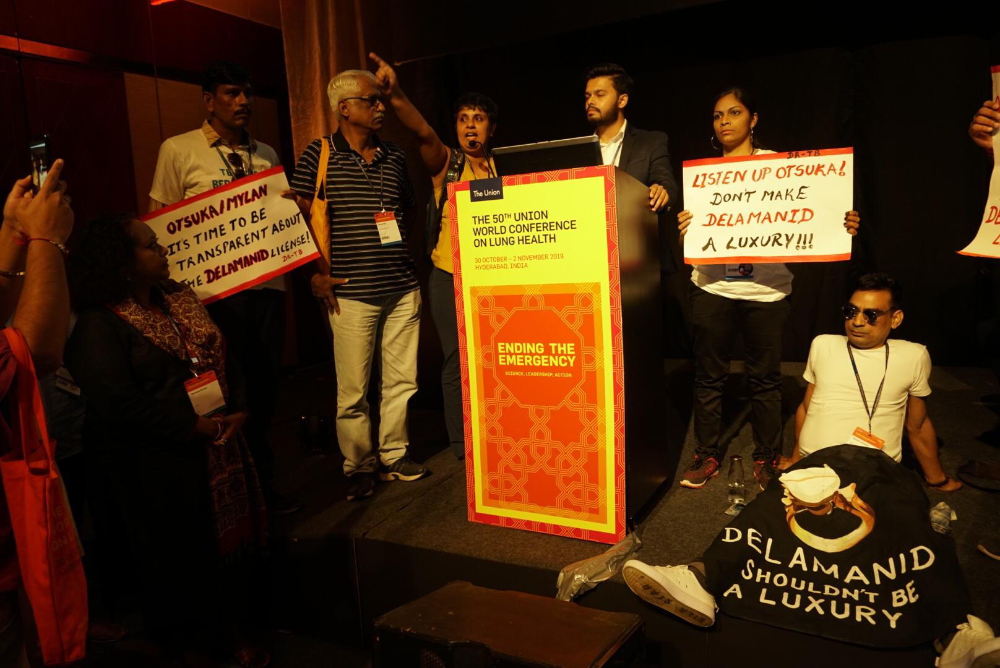 TB
OTSUKA/MYLAN
IT'S TIME TO BE
TRANSPARENT ABOUT
THE DELAMANID LICENSE!
DR-TB
The Union
THE 50TH UNION
WORLD CONFERENCE
ON LUNG HEALTH
30 OCTOBER – 2 NOVEMBER 2019
HYDERABAD, INDIA
ENDING THE
EMERGENCY
SCIENCE, LEADERSHIP, ACTION
DR-TB
LISTEN UP OTSUKA!
DON'T MAKE
DELAMANID
A LUXURY!!!
DELAMANID
SHOULDN'T BE
A LUXURY